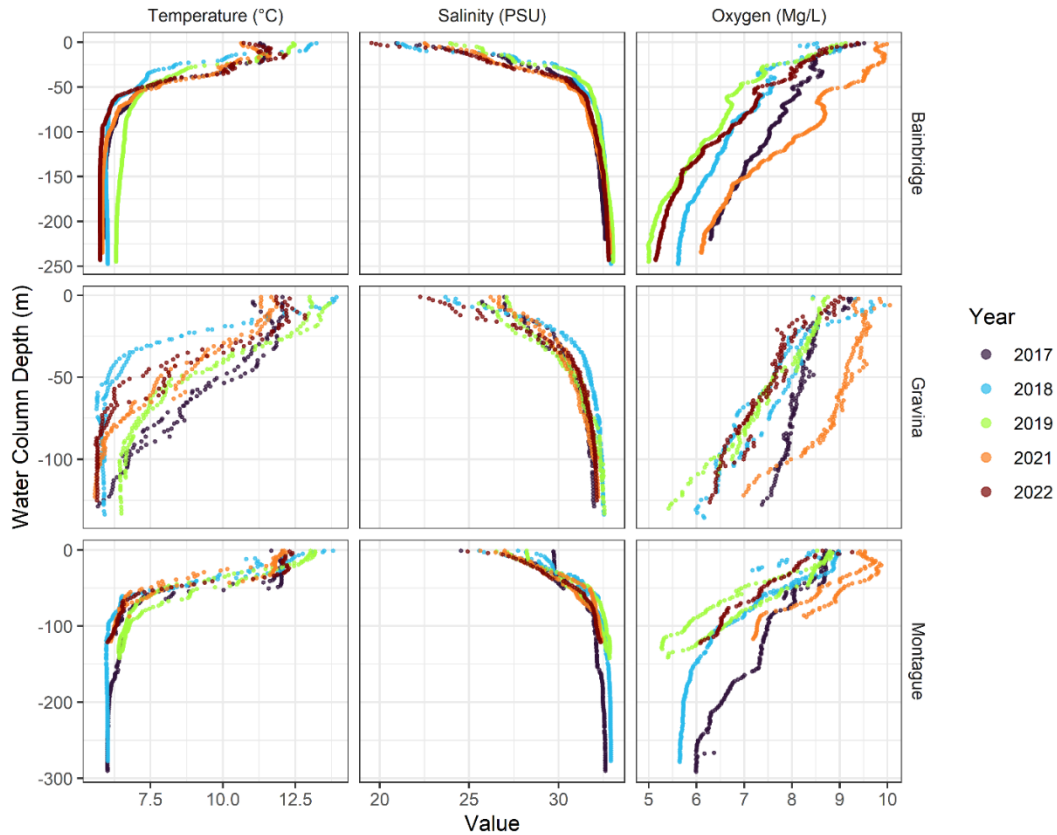 Temperature (°C) Salinity (PSU) Oxygen (Mg/L)
0
-50
-100
-150
-200
-250
Bainbridge
0
-50
-100
Gravina
0
-100
-200
-300
Montague
Water Column Depth (m)
7.5 10.0 12.5 20 25 30 5 6 7 8 9 10
Value
Year
2017
2018
2019
2021
2022